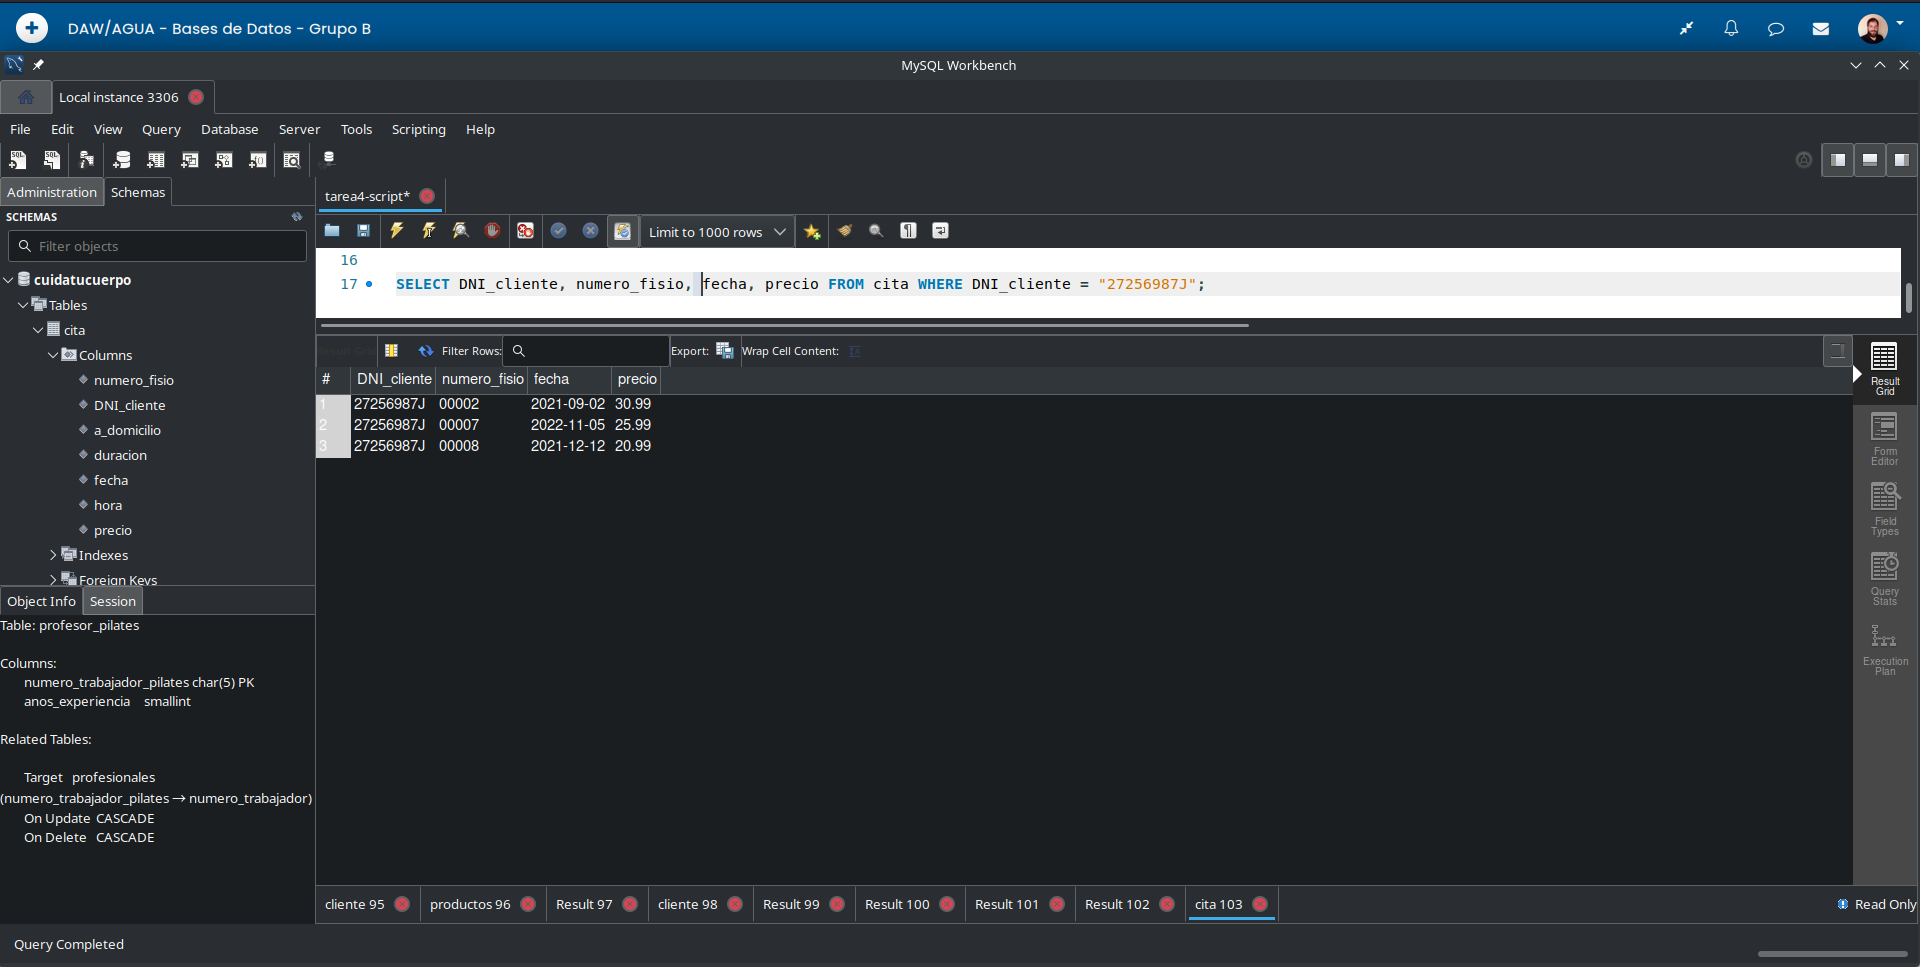 DAW/AGUA - Bases de Datos - Grupo B
MySQL Workbench
Local instance 3306
File Edit View Query Database Server Tools Scripting Help
Administration Schemas
tarea4-script*
SCHEMAS
Limit to 1000 rows
Filter objects
16
17 SELECT DNI_cliente, numero_fisio, fecha, precio FROM cita WHERE DNI_cliente = "27256987J";
cuidatucuerpo
Tables
cita
Columns
numero_fisio
DNI_cliente
a_domicilio
duracion
fecha
hora
precio
Indexes
Foreign Keys
Filter Rows: Export: Wrap Cell Content:
# DNI_cliente numero_fisio fecha precio
1 27256987J 00002 2021-09-02 30.99
2 27256987J 00007 2022-11-05 25.99
3 27256987J 00008 2021-12-12 20.99
Result
Grid
Form
Editor
Field
Types
Query
Stats
Execution
Plan
Object Info Session
Table: profesor_pilates
Columns:
numero_trabajador_pilates char(5) PK
anos_experiencia smallint
Related Tables:
Target profesionales
(numero_trabajador_pilates → numero_trabajador)
On Update CASCADE
On Delete CASCADE
cliente 95 productos 96 Result 97 cliente 98 Result 99 Result 100 Result 101 Result 102 cita 103 Read Only
Query Completed